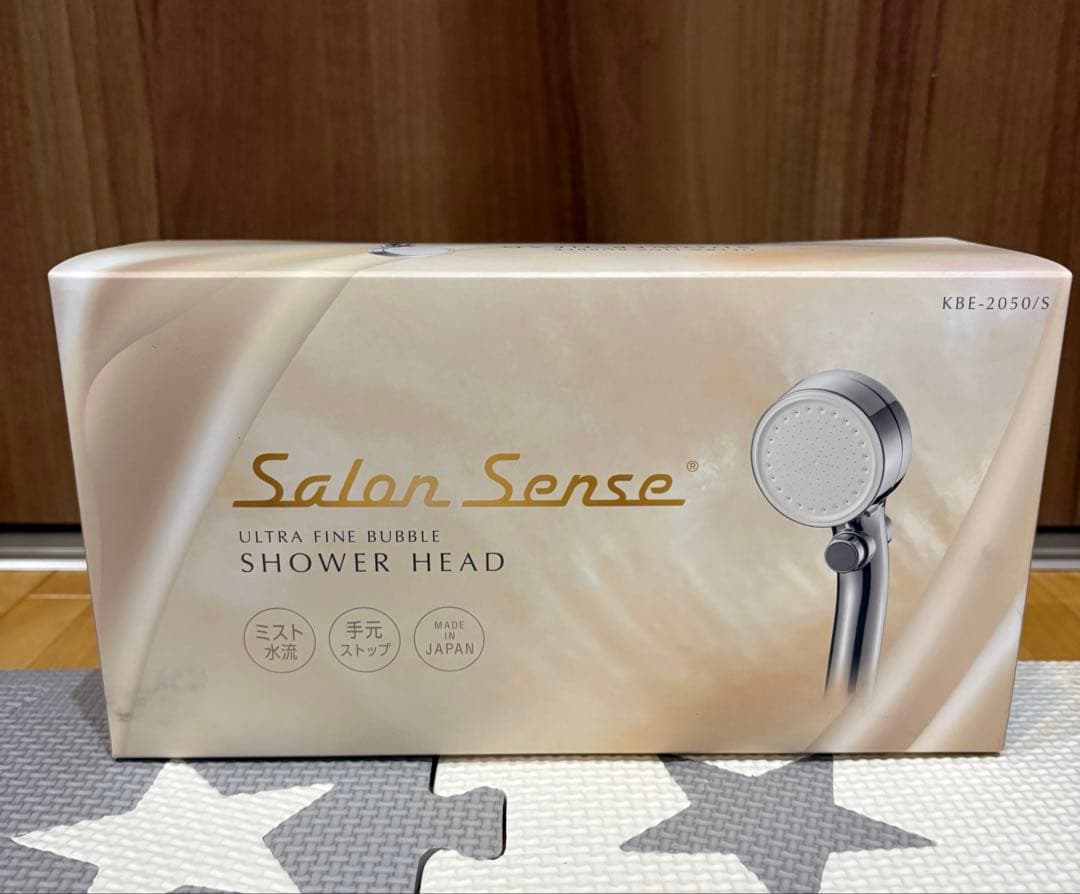 KBE-2050/S
Salon Sense®
ULTRA FINE BUBBLE
SHOWER HEAD
ミスト
水流
手元
ストップ
MADE
IN
JAPAN